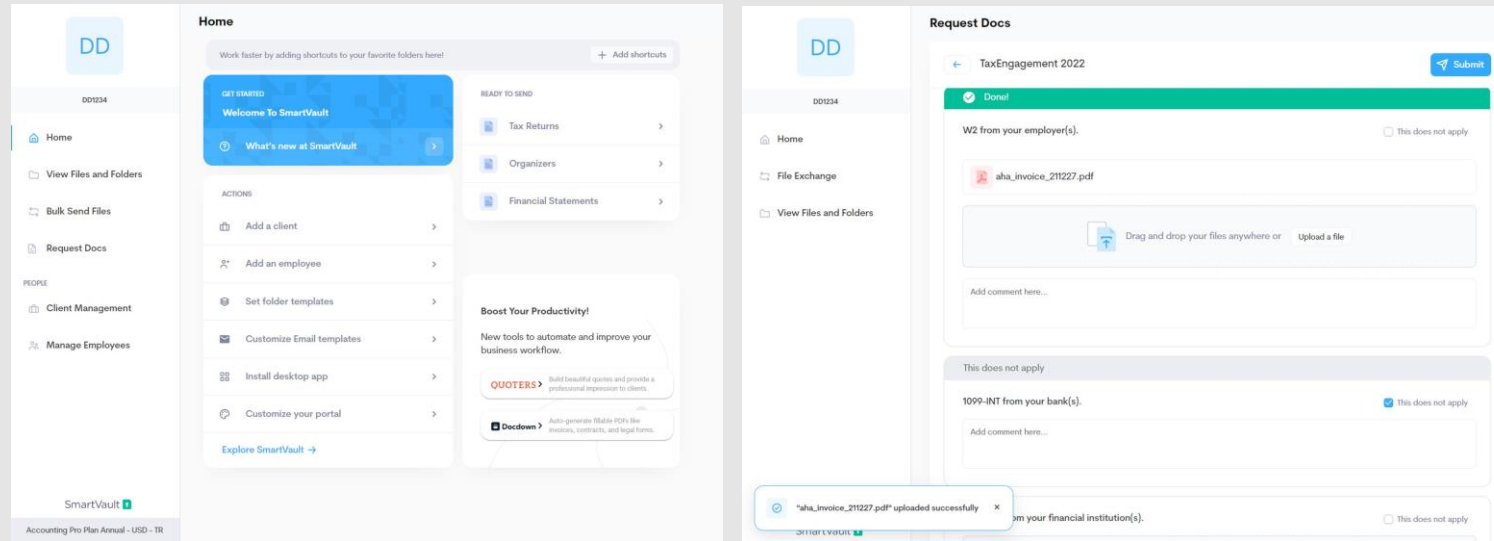 DD
DD1234
Home
View Files and Folders
Bulk Send Files
Request Docs
PEOPLE
Client Management
Manage Employees
SmartVault
Accounting Pro Plan Annual - USD - TR
Home
Work faster by adding shortcuts to your favorite folders here!
+ Add shortcuts
GET STARTED
Welcome To SmartVault
What's new at SmartVault
ACTIONS
Add a client
Add an employee
Set folder templates
Customize Email templates
Install desktop app
Customize your portal
Explore SmartVault →
READY TO SEND
Tax Returns
Organizers
Financial Statements
Boost Your Productivity!
New tools to automate and improve your
business workflow.
QUOTERS
Build beautiful quotes and provide a
professional impression to clients.
Docdown
Auto-generate fillable PDFs like
invoices, contracts, and legal forms.
DD
DD1234
Home
File Exchange
View Files and Folders
Request Docs
TaxEngagement 2022
Submit
Done!
W2 from your employer(s).
This does not apply
aha_invoice_211227.pdf
Drag and drop your files anywhere or
Upload a file
Add comment here...
This does not apply
1099-INT from your bank(s).
This does not apply
Add comment here...
"aha_invoice_211227.pdf" uploaded successfully
SmartVault
om your financial institution(s).
This does not apply